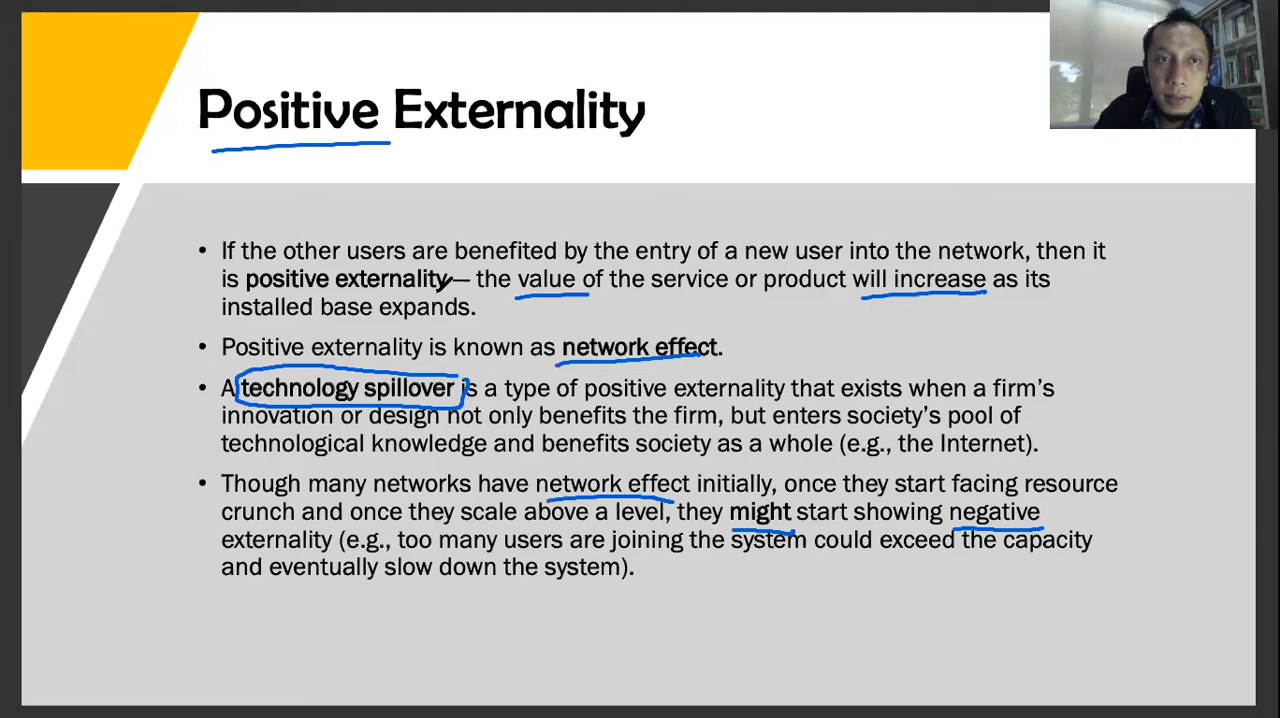 Positive Externality
• If the other users are benefited by the entry of a new user into the network, then it
is positive externality— the value of the service or product will increase as its
installed base expands.
• Positive externality is known as network effect.
• A technology spillover is a type of positive externality that exists when a firm's
innovation or design not only benefits the firm, but enters society's pool of
technological knowledge and benefits society as a whole (e.g., the Internet).
• Though many networks have network effect initially, once they start facing resource
crunch and once they scale above a level, they might start showing negative
externality (e.g., too many users are joining the system could exceed the capacity
and eventually slow down the system).